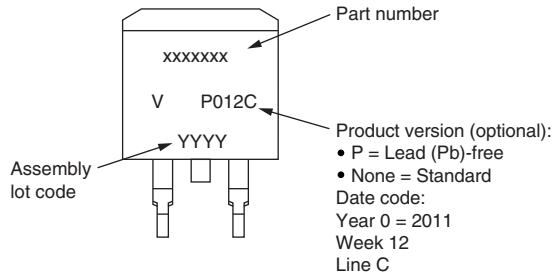 Part number
xxxxxxx
V P012C
YYYY
Assembly
lot code
Product version (optional):
• P = Lead (Pb)-free
• None = Standard
Date code:
Year 0 = 2011
Week 12
Line C